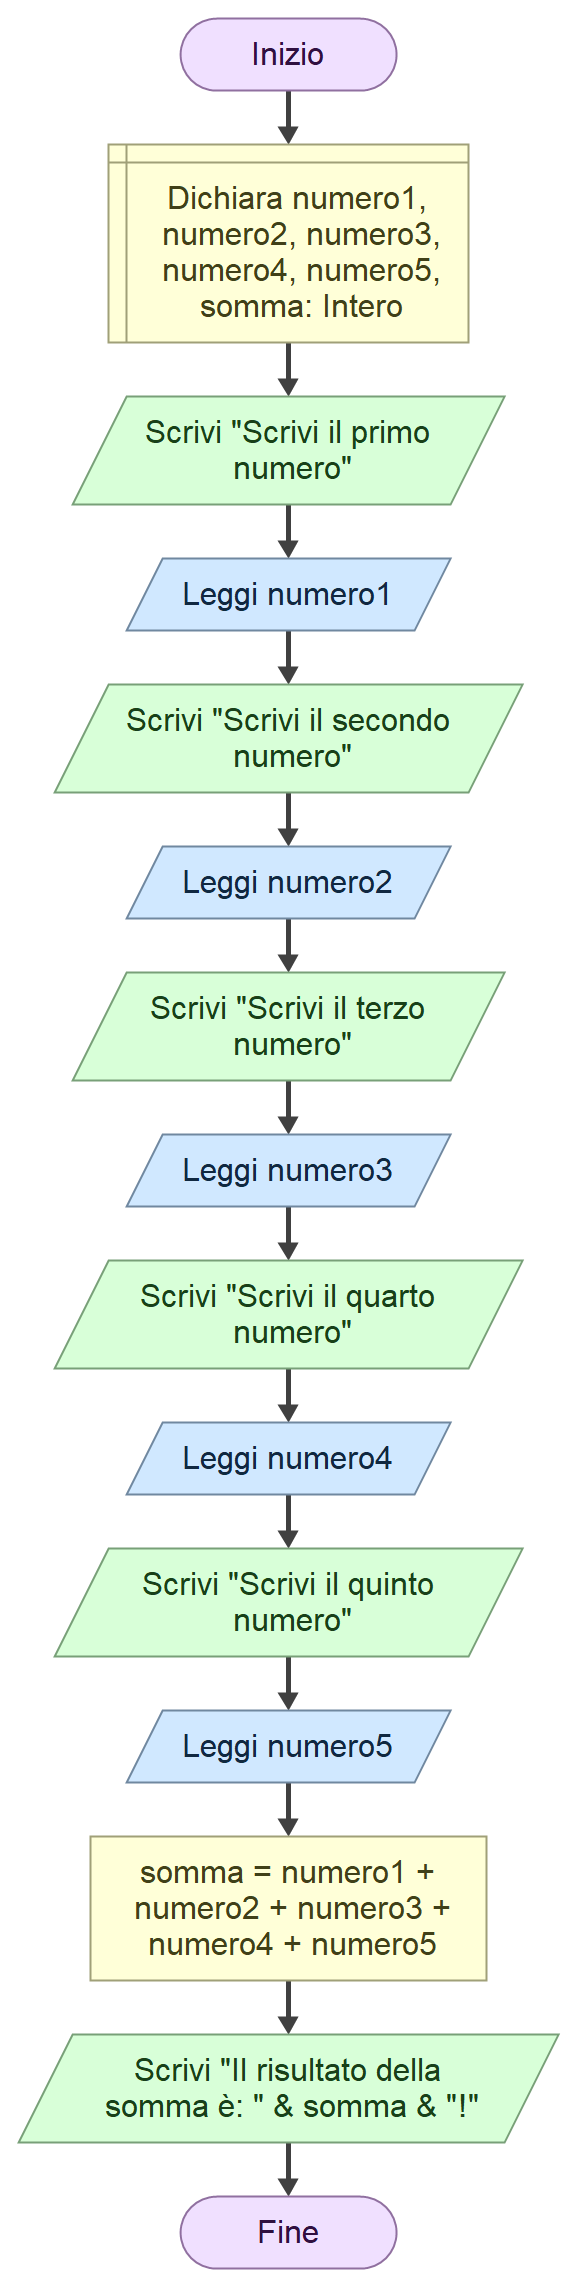 Inizio
Dichiara numero1,
numero2, numero3,
numero4, numero5,
somma: Intero
Scrivi "Scrivi il primo
numero"
Leggi numero1
Scrivi "Scrivi il secondo
numero"
Leggi numero2
Scrivi "Scrivi il terzo
numero"
Leggi numero3
Scrivi "Scrivi il quarto
numero"
Leggi numero4
Scrivi "Scrivi il quinto
numero"
Leggi numero5
somma = numero1 +
numero2 + numero3 +
numero4 + numero5
Scrivi "Il risultato della
somma è: " & somma & "!"
Fine